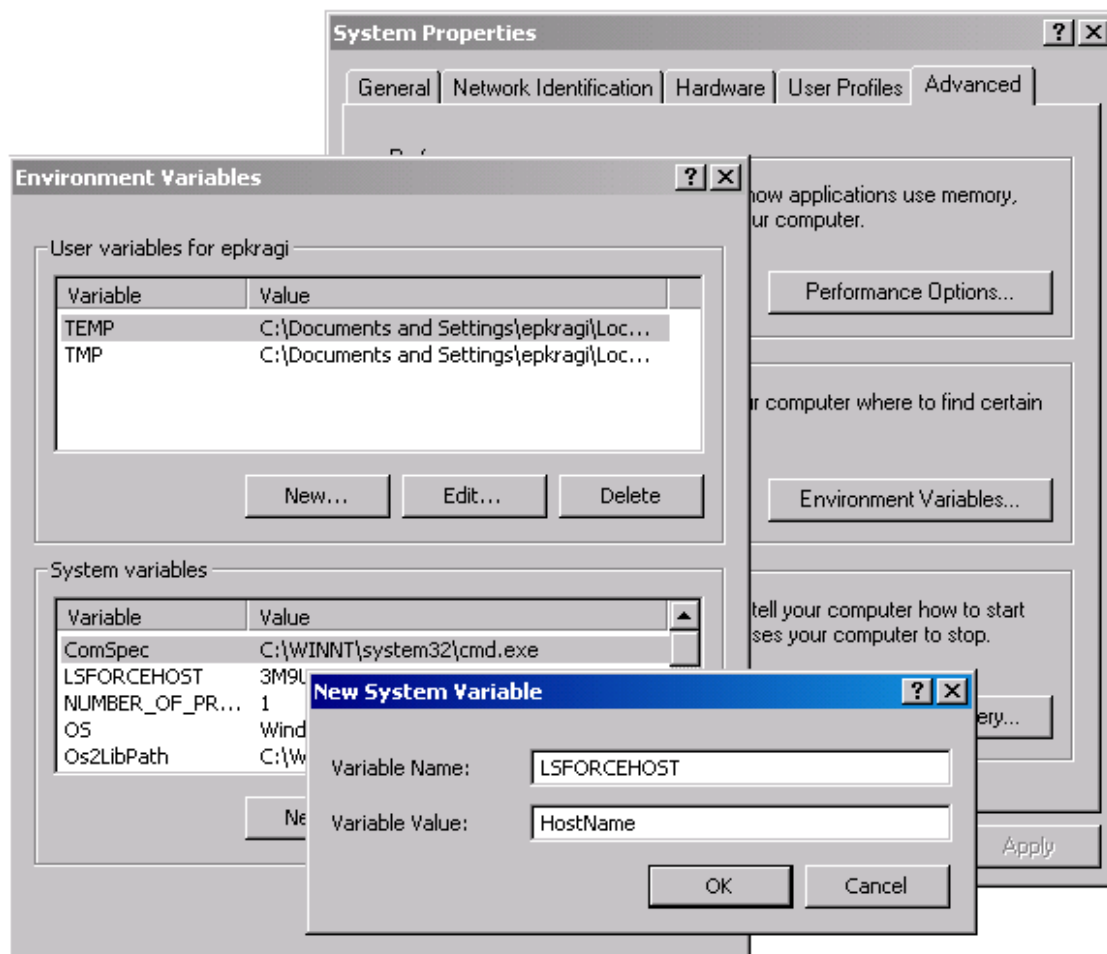 System Properties
General Network Identification Hardware User Profiles Advanced
how applications use memory,
ur computer.
Performance Options...
r computer where to find certain
Environment Variables...
tell your computer how to start
ses your computer to stop.
ery...
Apply
Environment Variables
User variables for epkragi
Variable Value
TEMP C:\Documents and Settings\epkragi\Loc...
TMP C:\Documents and Settings\epkragi\Loc...
New... Edit... Delete
System variables
Variable Value
ComSpec C:\WINNT\system32\cmd.exe
LSFORCEHOST 3M9U
NUMBER_OF_PR... 1
OS Wind
Os2LibPath C:\W
Ne
New System Variable
Variable Name: LSFORCEHOST
Variable Value: HostName
OK Cancel